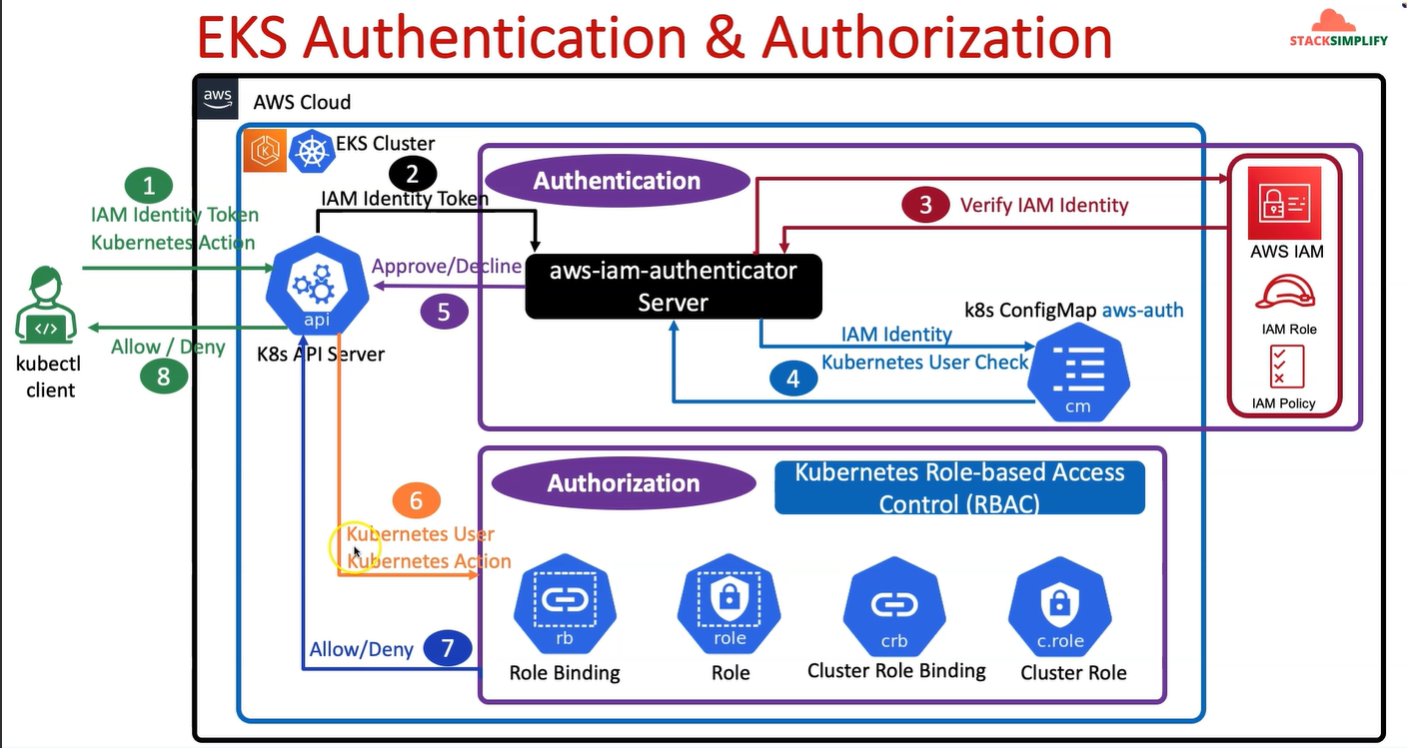 EKS Authentication & Authorization
STACKSIMPLIFY
aws
AWS Cloud
EKS Cluster
1
IAM Identity Token
Kubernetes Action
2
IAM Identity Token
Authentication
3
Verify IAM Identity
AWS IAM
IAM Role
IAM Policy
aws-iam-authenticator
Server
Approve/Decline
5
k8s ConfigMap aws-auth
IAM Identity
Kubernetes User Check
4
cm
api
K8s API Server
kubectl
client
Allow / Deny
8
Authorization
Kubernetes Role-based Access
Control (RBAC)
6
Kubernetes User
Kubernetes Action
Allow/Deny
7
rb
Role Binding
role
Role
crb
Cluster Role Binding
c.role
Cluster Role